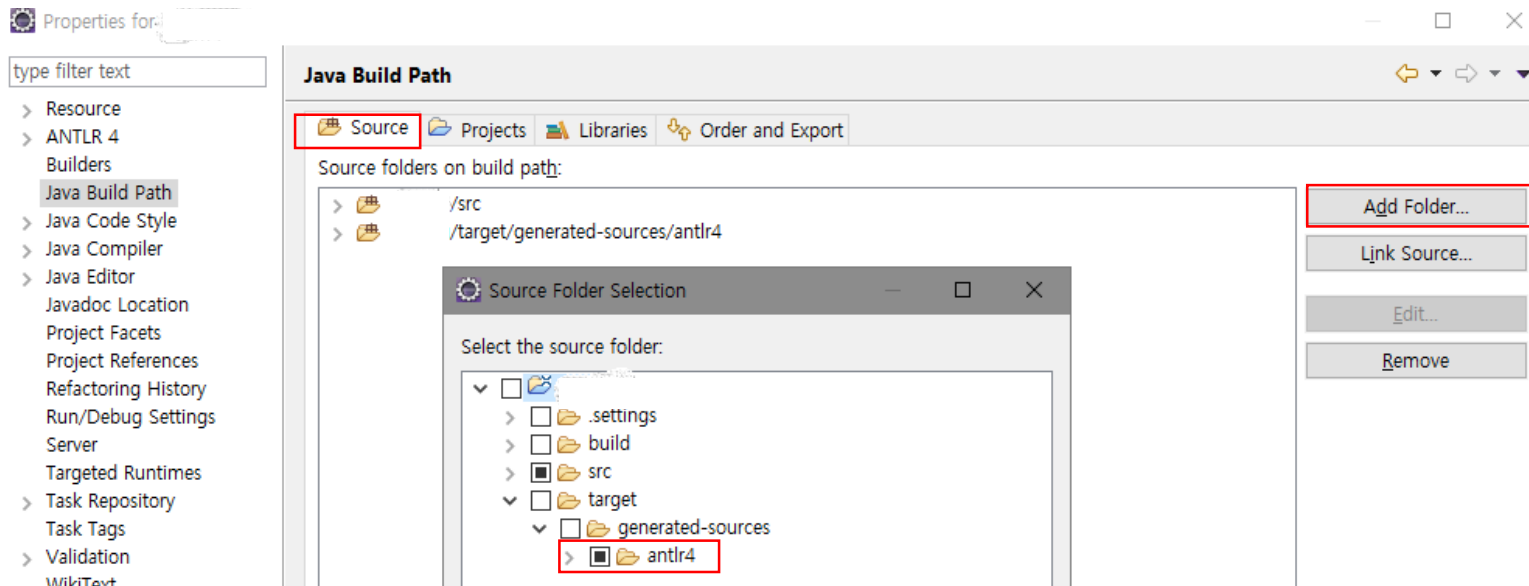 Properties for
type filter text
Resource
ANTLR 4
Builders
Java Build Path
Java Code Style
Java Compiler
Java Editor
Javadoc Location
Project Facets
Project References
Refactoring History
Run/Debug Settings
Server
Targeted Runtimes
Task Repository
Task Tags
Validation
WikiText
Java Build Path
Source
Projects
Libraries
Order and Export
Source folders on build path:
/src
/target/generated-sources/antlr4
Add Folder...
Link Source...
Edit...
Remove
Source Folder Selection
Select the source folder:
.settings
build
src
target
generated-sources
antlr4